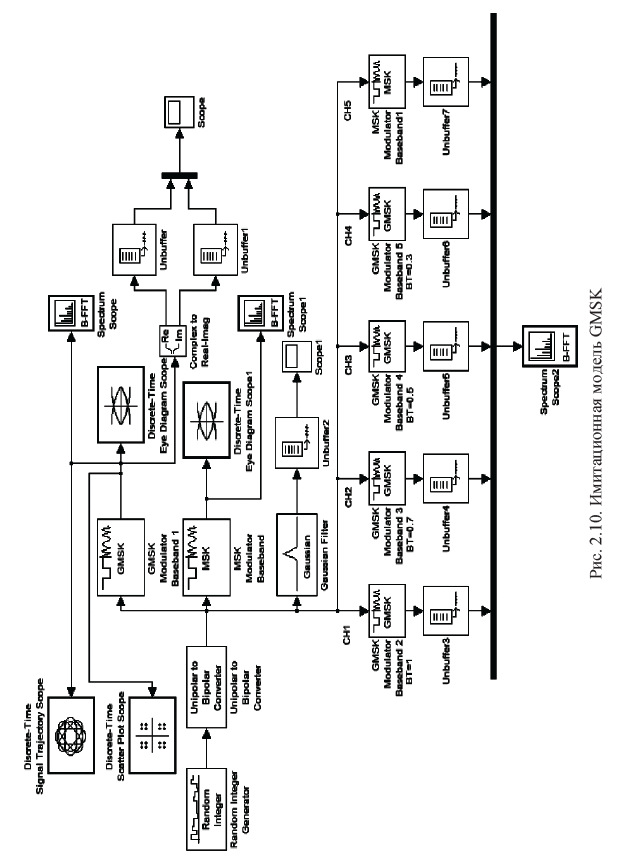 Discrete-Time
Signal Trajectory Scope
Discrete-Time
Scatter Plot Scope
Random
Integer
Random Integer
Generator
Unipolar to
Bipolar
Converter
Unipolar to
Bipolar
Converter
GMSK
GMSK
Modulator
Baseband 1
MSK
MSK
Modulator
Baseband
Gaussian
Gaussian Filter
Discrete-Time
Eye Diagram Scope
Discrete-Time
Eye Diagram Scope1
B-FFT
Spectrum
Scope
Re
Im
Complex to
Real-Imag
B-FFT
Spectrum
Scope1
Unbuffer
Unbuffer1
Scope
Unbuffer2
Scope1
CH1
GMSK
GMSK
Modulator
Baseband 2
BT=1
Unbuffer3
CH2
GMSK
GMSK
Modulator
Baseband 3
BT=0.7
Unbuffer4
CH3
GMSK
GMSK
Modulator
Baseband 4
BT=0.5
Unbuffer5
CH4
GMSK
GMSK
Modulator
Baseband 5
BT=0.3
Unbuffer6
CH5
MSK
MSK
Modulator
Baseband1
Unbuffer7
B-FFT
Spectrum
Scope2
Рис. 2.10. Имитационная модель GMSK